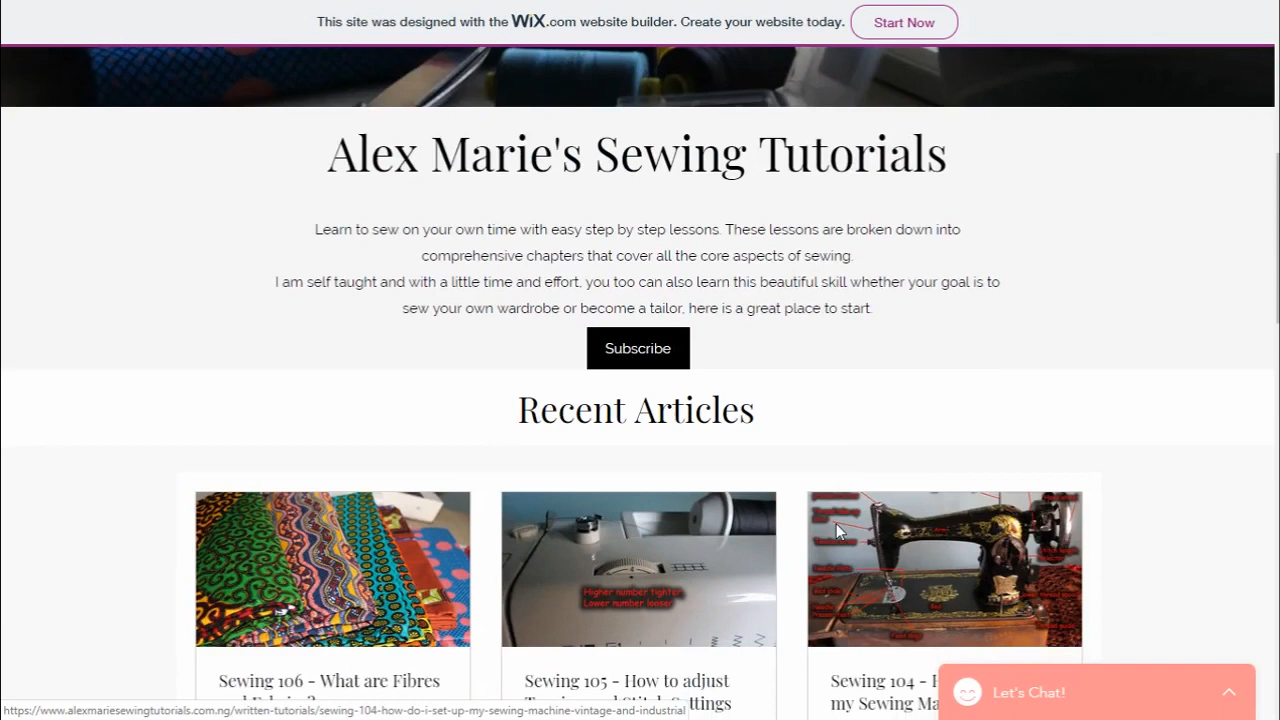 This site was designed with the WiX.com website builder. Create your website today.
Start Now
Alex Marie's Sewing Tutorials
Learn to sew on your own time with easy step by step lessons. These lessons are broken down into
comprehensive chapters that cover all the core aspects of sewing.
I am self taught and with a little time and effort, you too can also learn this beautiful skill whether your goal is to
sew your own wardrobe or become a tailor, here is a great place to start.
Subscribe
Recent Articles
Higher number tighter
Lower number looser
Sewing 106 - What are Fibres
and Fabrics?
Sewing 105 - How to adjust
Tension and Stitch Settings
Sewing 104 -
my Sewing
Let's Chat!
https://www.alexmariesewingtutorials.com.ng/written-tutorials/sewing-104-how-do-i-set-up-my-sewing-machine-vintage-and-industrial